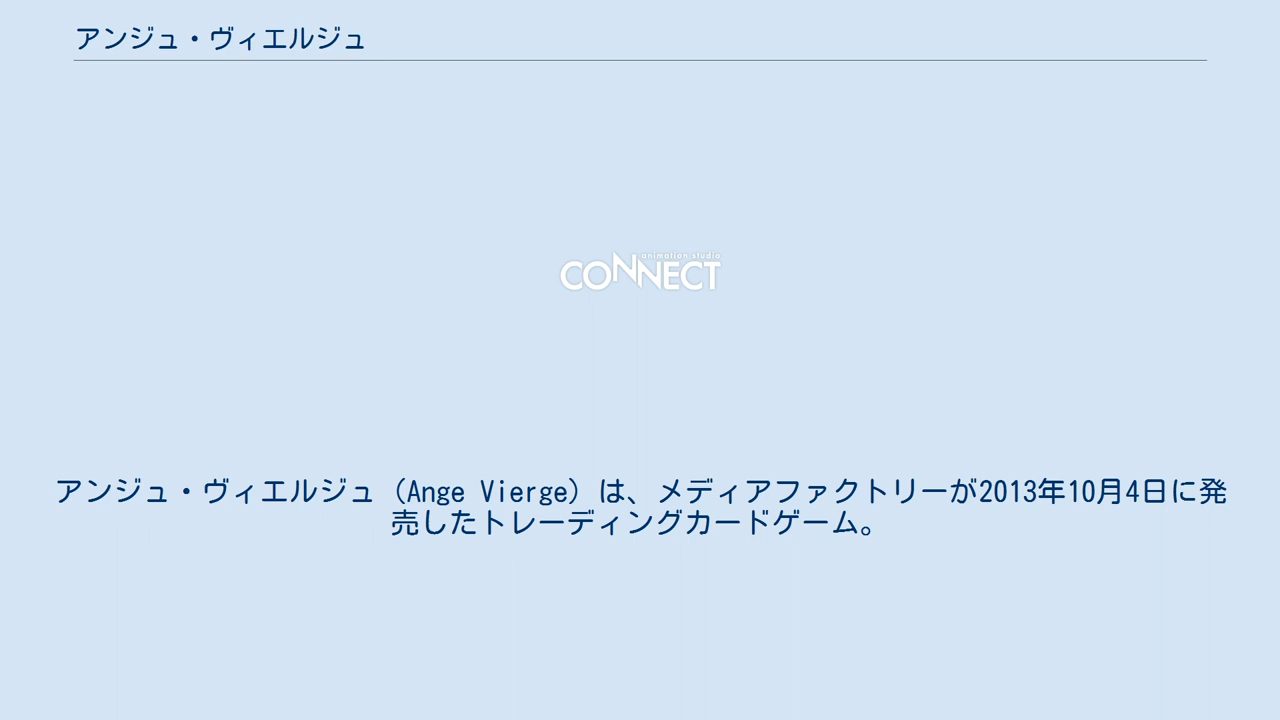 アンジュ・ヴィエルジュ
animation studio
CONNECT
アンジュ・ヴィエルジュ（Ange Vierge）は、メディアファクトリーが2013年10月4日に発
売したトレーディングカードゲーム。